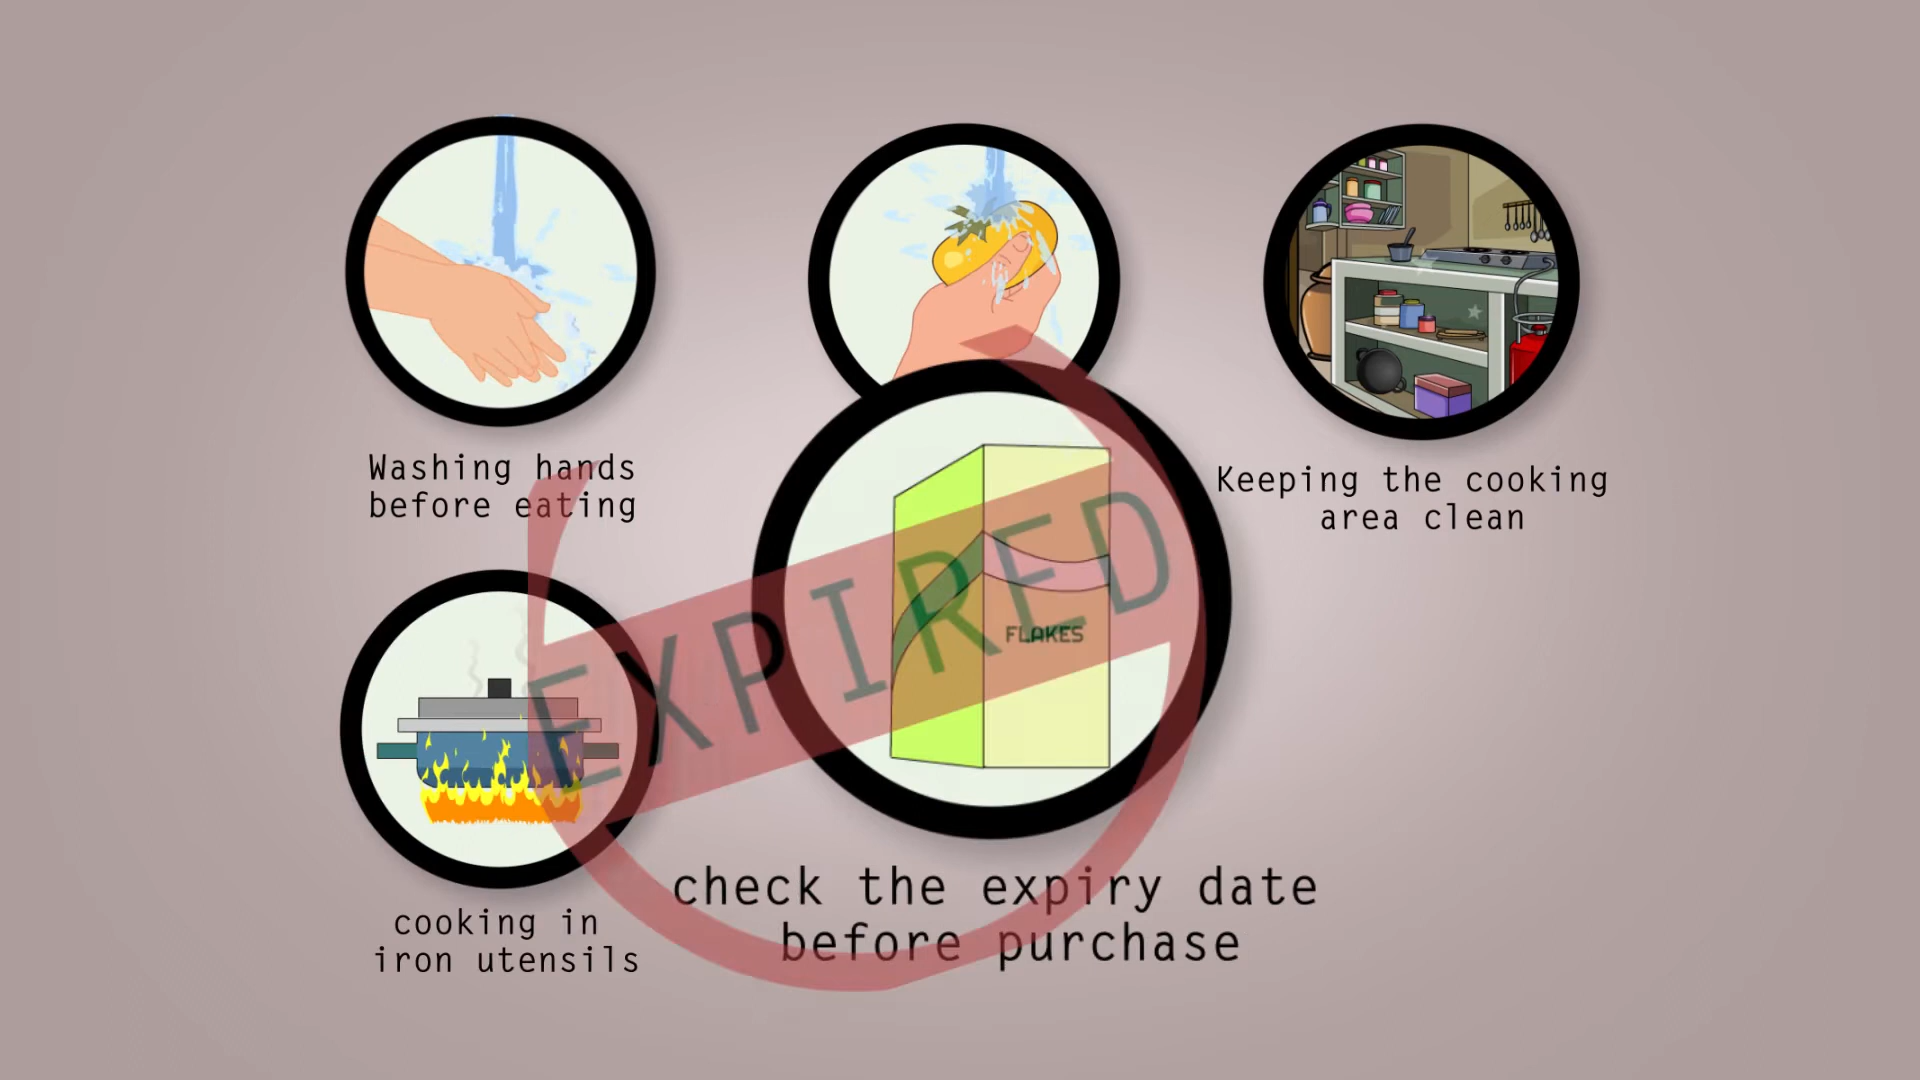 Washing hands
before eating
Keeping the cooking
area clean
EXPIRED
FLAKES
cooking in
iron utensils
check the expiry date
before purchase